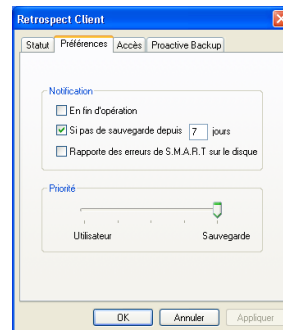 Retrospect Client
Statut Préférences Accès Proactive Backup
Notification
En fin d'opération
Si pas de sauvegarde depuis 7 jours
Rapporte des erreurs de S.M.A.R.T sur le disque
Priorité
Utilisateur Sauvegarde
OK Annuler Appliquer